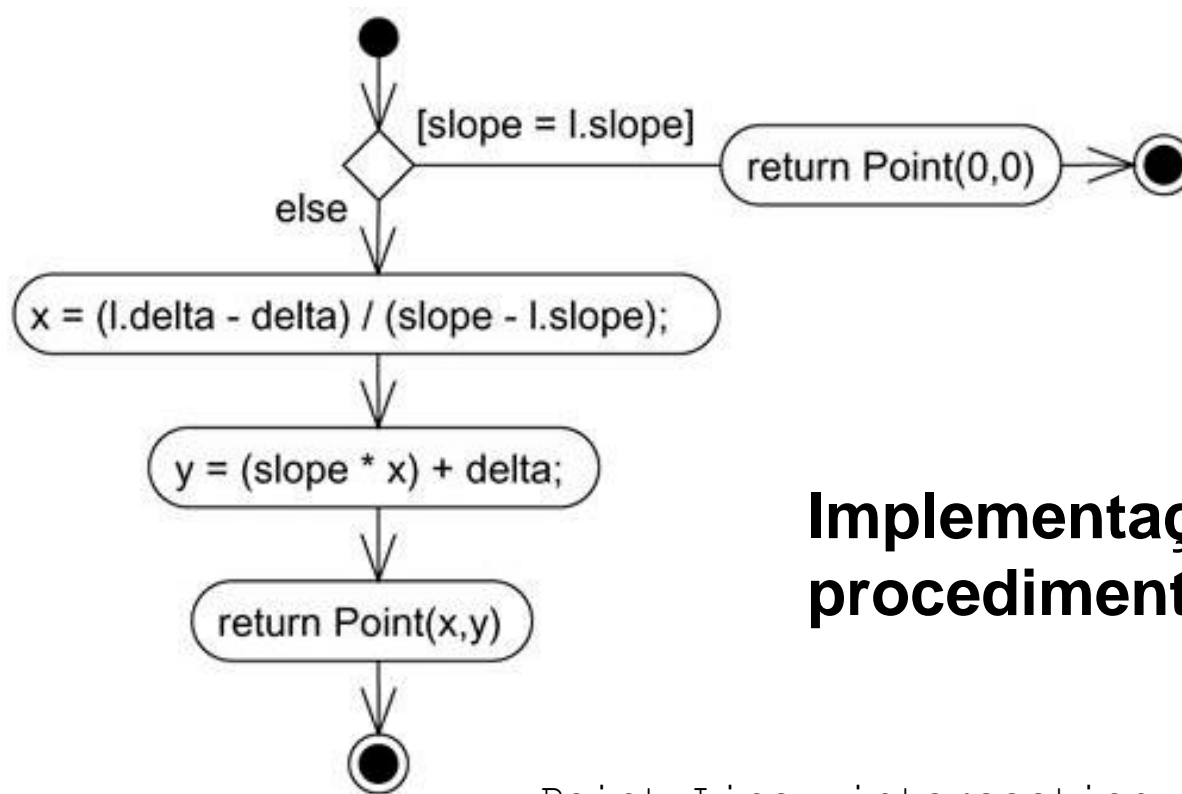 [slope = l.slope]
return Point(0,0)
else
x = (l.delta - delta) / (slope - l.slope);
y = (slope * x) + delta;
Implementaç
procediment
return Point(x,y)